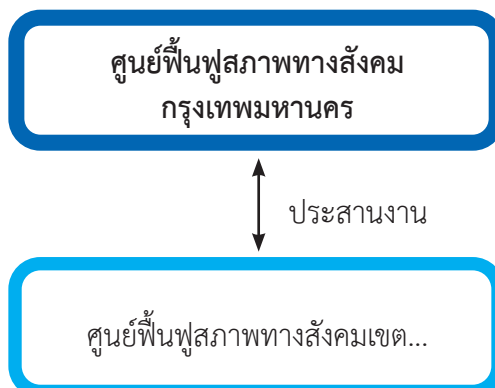 ศูนย์ฟื้นฟูสภาพทางสังคม
กรุงเทพมหานคร
ประสานงาน
ศูนย์ฟื้นฟูสภาพทางสังคมเขต...